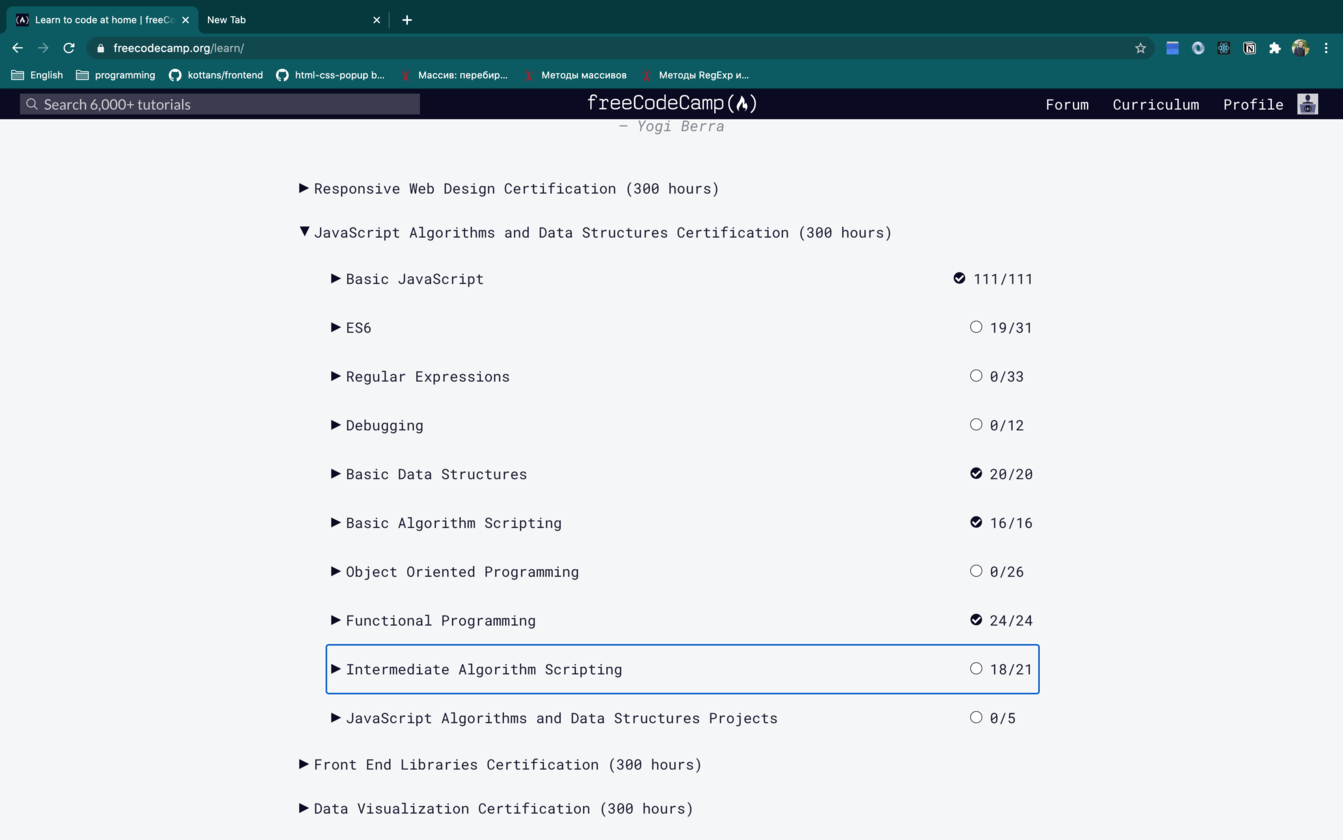 Learn to code at home | freeCo
New Tab
freecodecamp.org/learn/
English programming kottans/frontend html-css-popup b... Массив: перебир... Методы массивов Методы RegExp и...
Search 6,000+ tutorials freeCodeCamp Forum Curriculum Profile
— Yogi Berra
Responsive Web Design Certification (300 hours)
JavaScript Algorithms and Data Structures Certification (300 hours)
Basic JavaScript 111/111
ES6 19/31
Regular Expressions 0/33
Debugging 0/12
Basic Data Structures 20/20
Basic Algorithm Scripting 16/16
Object Oriented Programming 0/26
Functional Programming 24/24
Intermediate Algorithm Scripting 18/21
JavaScript Algorithms and Data Structures Projects 0/5
Front End Libraries Certification (300 hours)
Data Visualization Certification (300 hours)